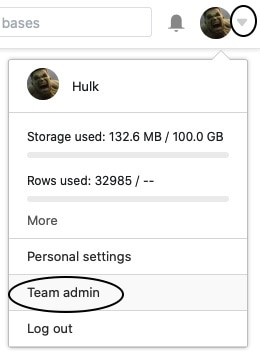 bases
Hulk
Storage used: 132.6 MB / 100.0 GB
Rows used: 32985 / --
More
Personal settings
Team admin
Log out